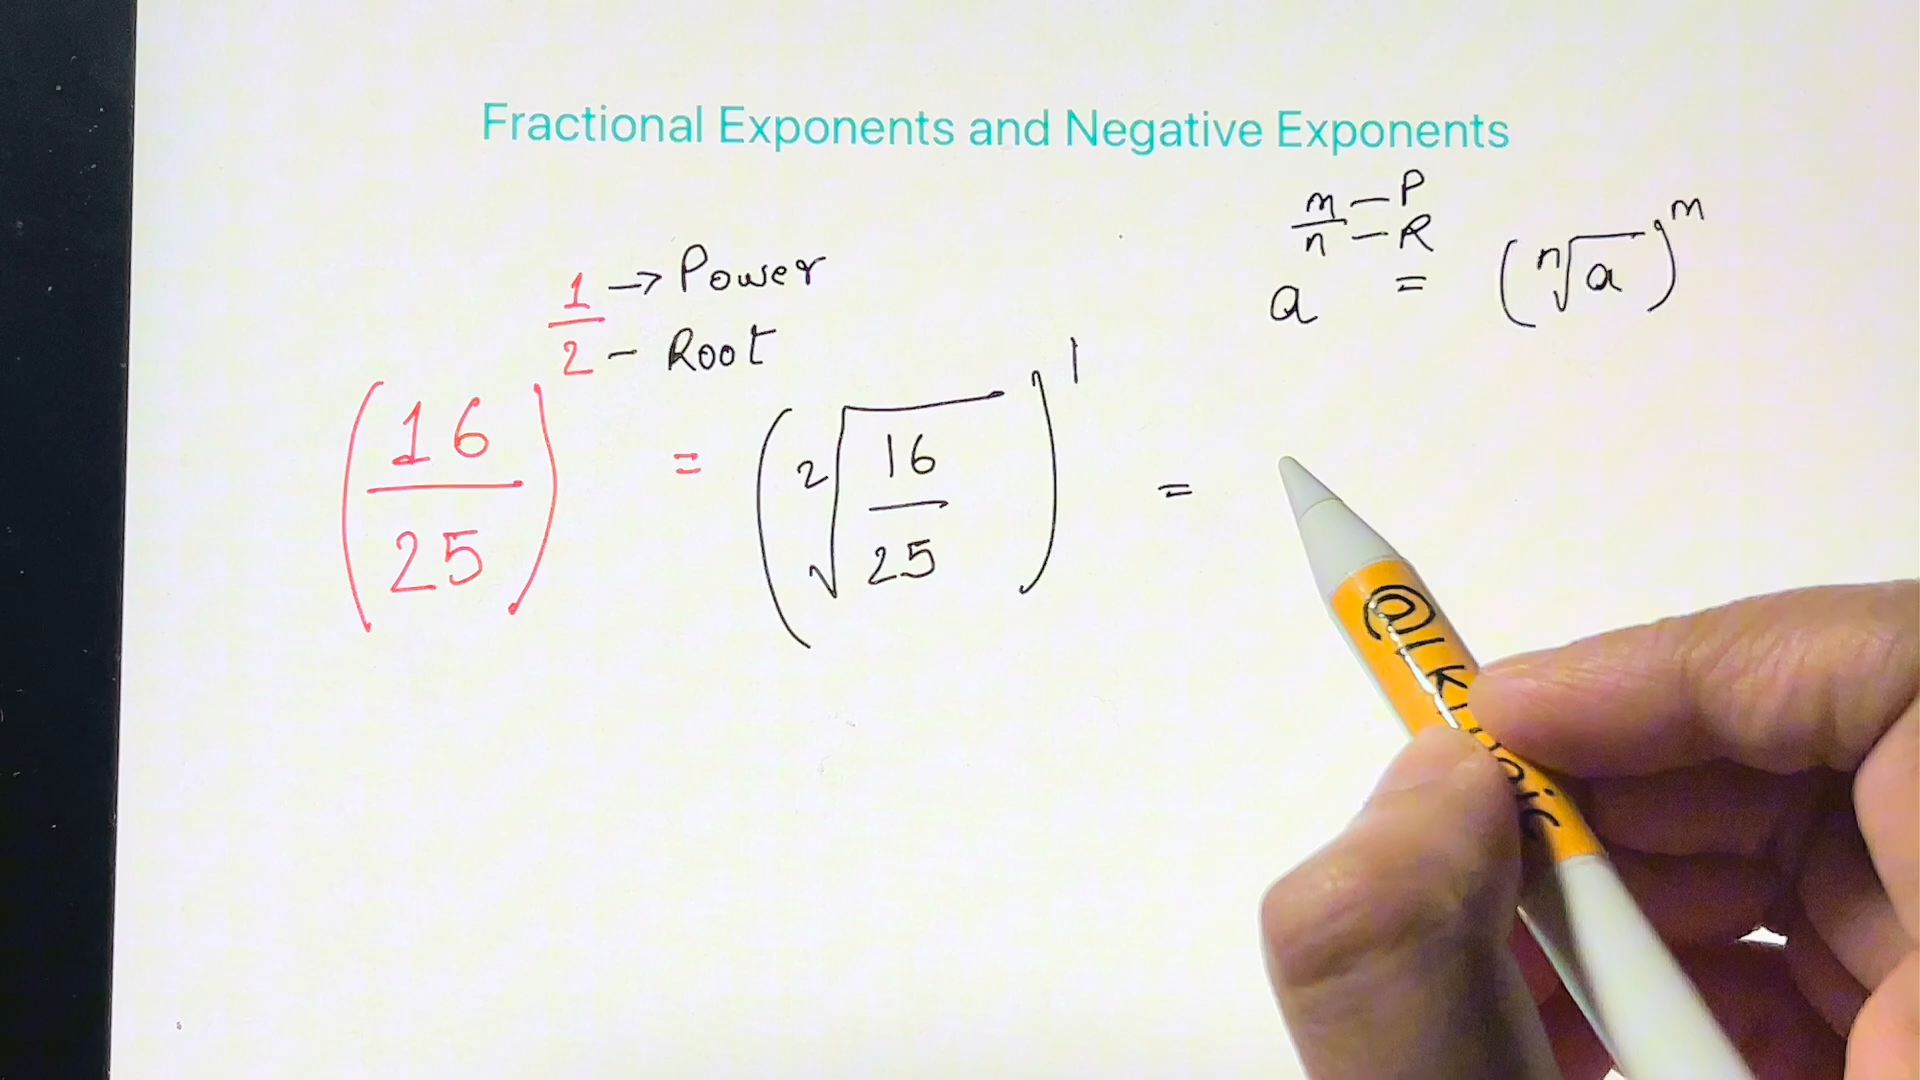 Fractional Exponents and Negative Exponents
m/n — P — R
a = (ⁿ√a)ᵐ
1 → Power
2 – Root
(16/25) = (²√16/25)¹ =